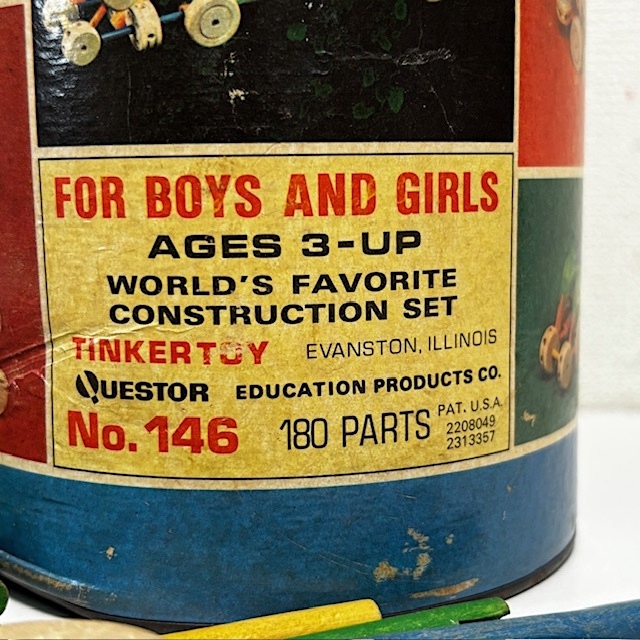 FOR BOYS AND GIRLS
AGES 3-UP
WORLD'S FAVORITE
CONSTRUCTION SET
TINKERTOY EVANSTON, ILLINOIS
QUESTOR EDUCATION PRODUCTS CO.
No. 146 180 PARTS PAT. U.S.A.
2208049
2313357